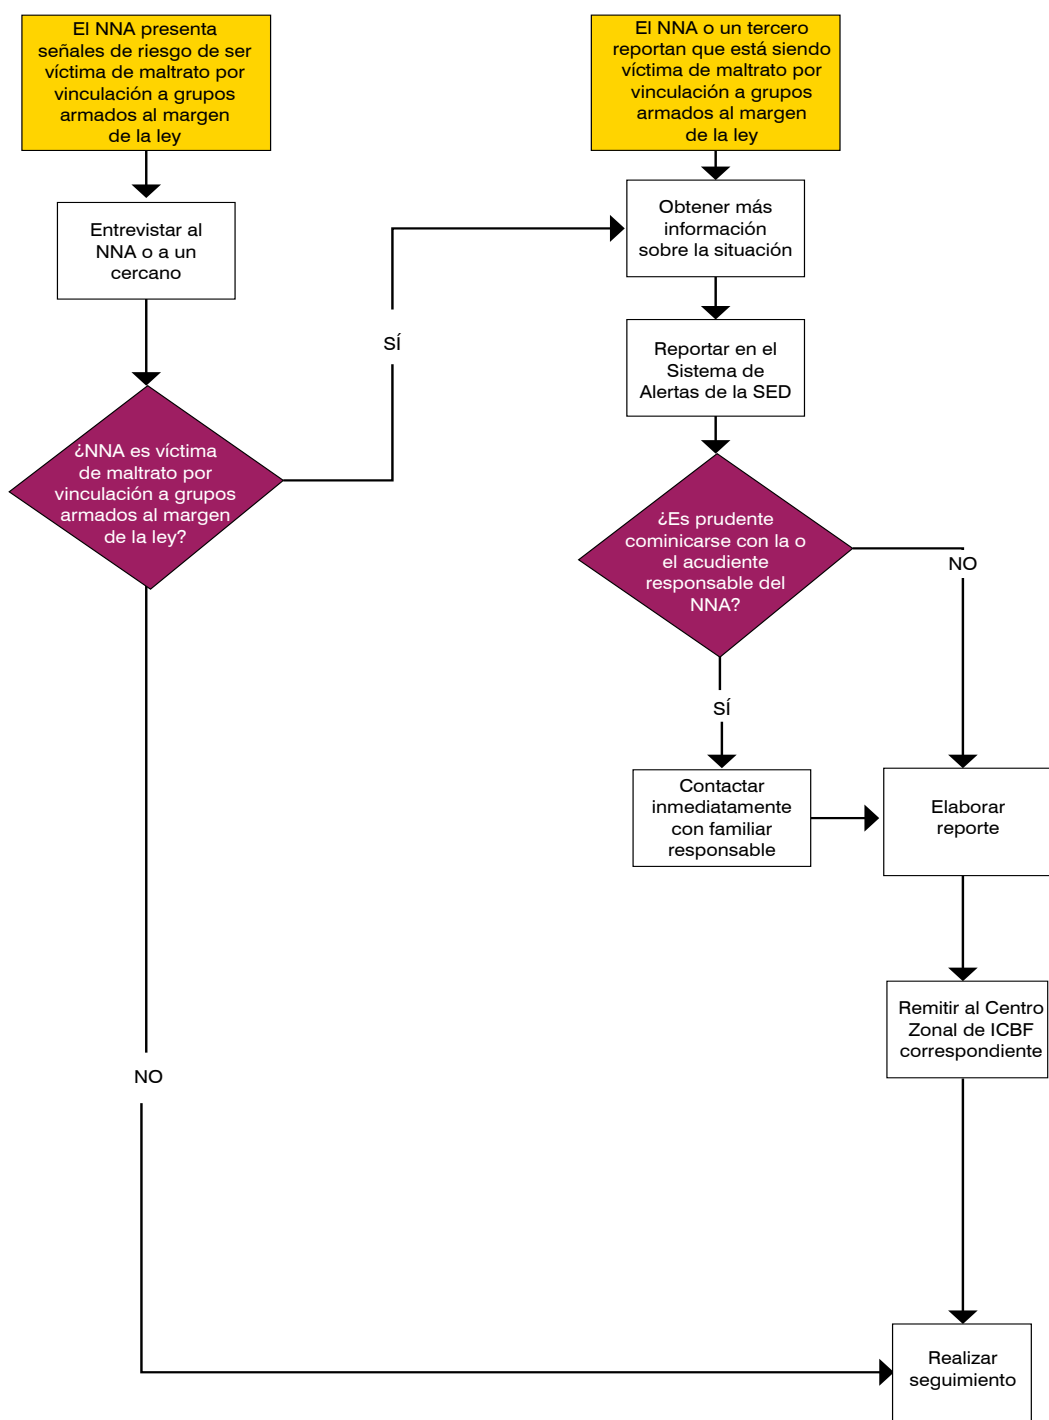 El NNA presenta
señales de riesgo de ser
víctima de maltrato por
vinculación a grupos
armados al margen
de la ley
Entrevistar al
NNA o a un
cercano
¿NNA es víctima
de maltrato por
vinculación a grupos
armados al margen
de la ley?
SÍ
NO
El NNA o un tercero
reportan que está siendo
víctima de maltrato por
vinculación a grupos
armados al margen
de la ley
Obtener más
información
sobre la situación
Reportar en el
Sistema de
Alertas de la SED
¿Es prudente
cominicarse con la o
el acudiente
responsable del
NNA?
NO
SÍ
Contactar
inmediatamente
con familiar
responsable
Elaborar
reporte
Remitir al Centro
Zonal de ICBF
correspondiente
Realizar
seguimiento